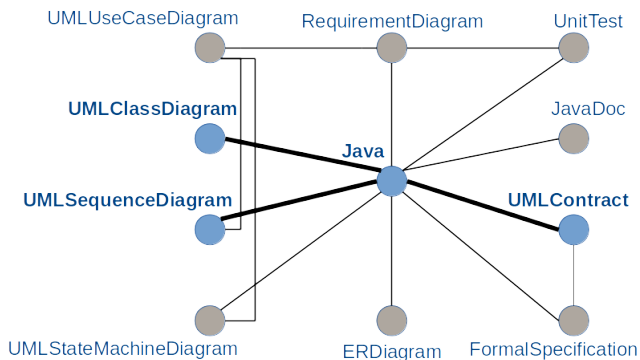 UMLUseCaseDiagram
RequirementDiagram
UnitTest
UMLClassDiagram
JavaDoc
Java
UMLSequenceDiagram
UMLContract
UMLStateMachineDiagram
ERDiagram
FormalSpecification